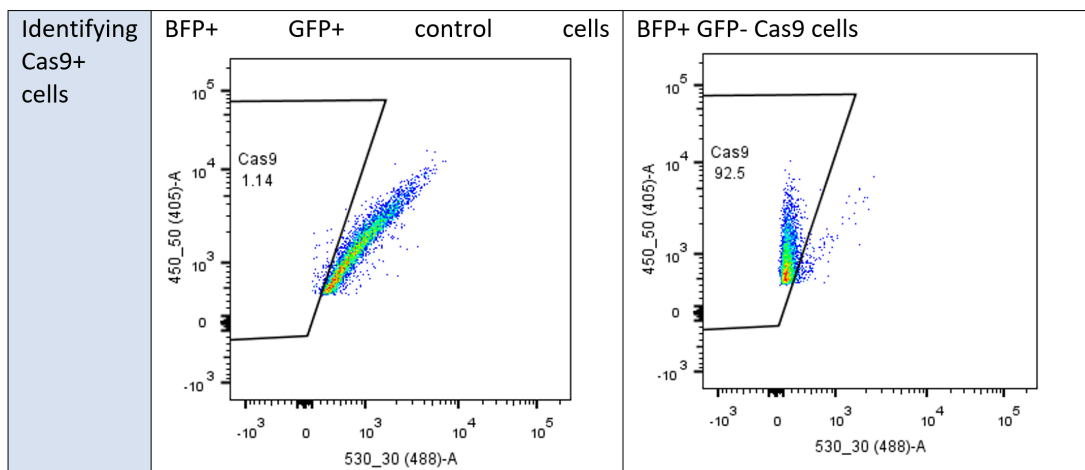 Identifying
Cas9+
cells
BFP+ GFP+ control cells
10^5
10^4
10^3
0
-10^3
450_50 (405)-A
Cas9
1.14
-10^3 0 10^3 10^4 10^5
530_30 (488)-A
BFP+ GFP- Cas9 cells
10^5
10^4
10^3
0
-10^3
450_50 (405)-A
Cas9
92.5
-10^3 0 10^3 10^4 10^5
530_30 (488)-A